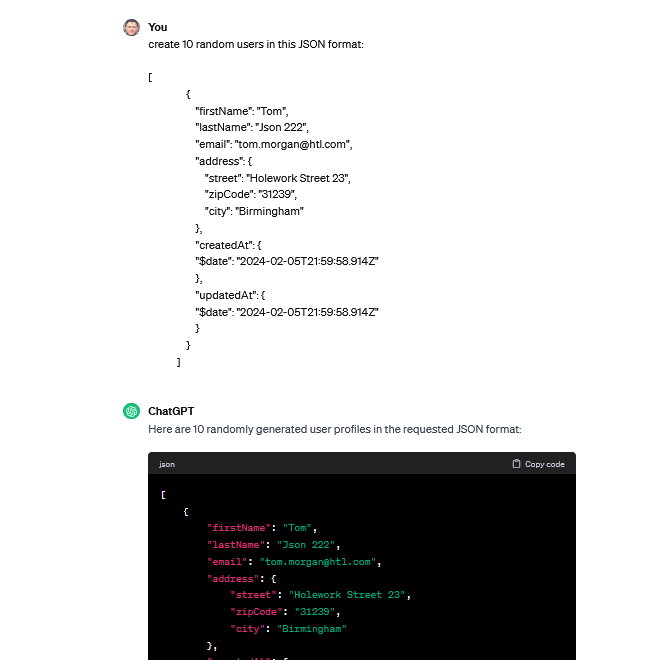 You
create 10 random users in this JSON format:
[
{
"firstName": "Tom",
"lastName": "Json 222",
"email": "tom.morgan@htl.com",
"address": {
"street": "Holework Street 23",
"zipCode": "31239",
"city": "Birmingham"
},
"createdAt": {
"$date": "2024-02-05T21:59:58.914Z"
},
"updatedAt": {
"$date": "2024-02-05T21:59:58.914Z"
}
}
]
ChatGPT
Here are 10 randomly generated user profiles in the requested JSON format:
json Copy code
[
{
"firstName": "Tom",
"lastName": "Json 222",
"email": "tom.morgan@htl.com",
"address": {
"street": "Holework Street 23",
"zipCode": "31239",
"city": "Birmingham"
},